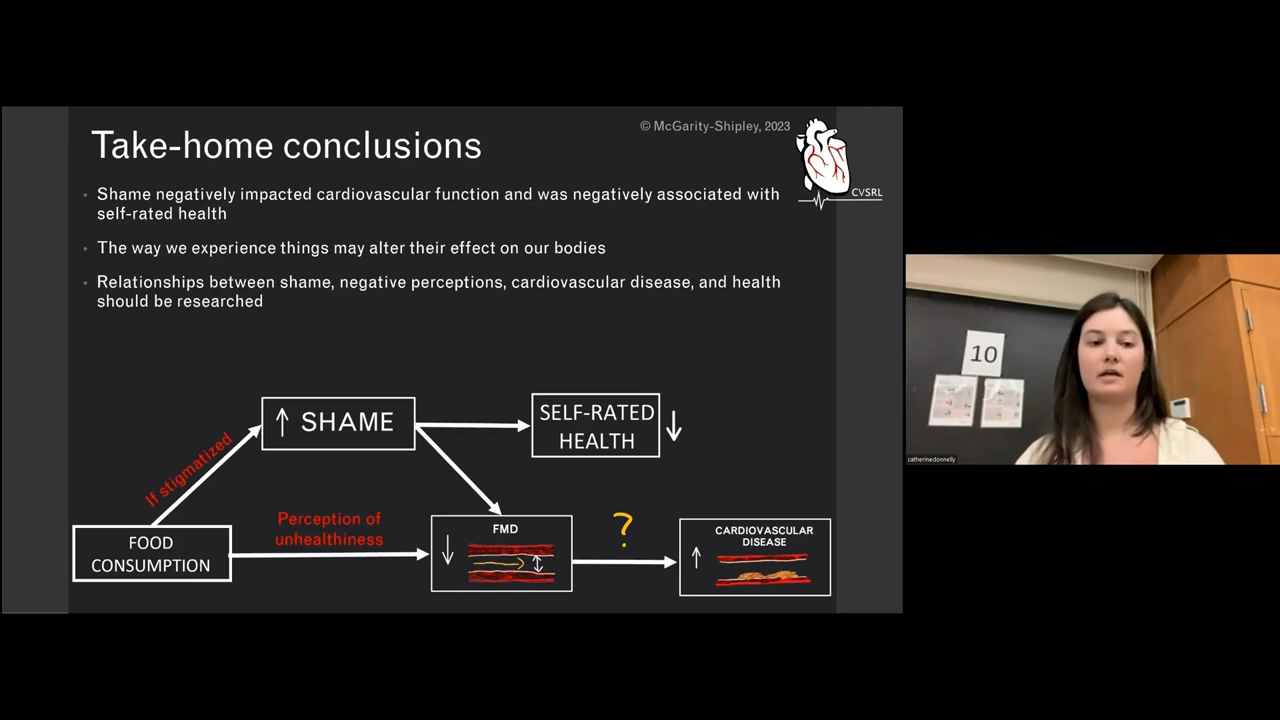 © McGarity-Shipley, 2023
Take-home conclusions
CVSRL
Shame negatively impacted cardiovascular function and was negatively associated with
self-rated health
The way we experience things may alter their effect on our bodies
Relationships between shame, negative perceptions, cardiovascular disease, and health
should be researched
↑ SHAME
SELF-RATED
HEALTH ↓
If stigmatized
FOOD
CONSUMPTION
Perception of
unhealthiness
FMD
?
CARDIOVASCULAR
DISEASE
10
catherinedonnelly